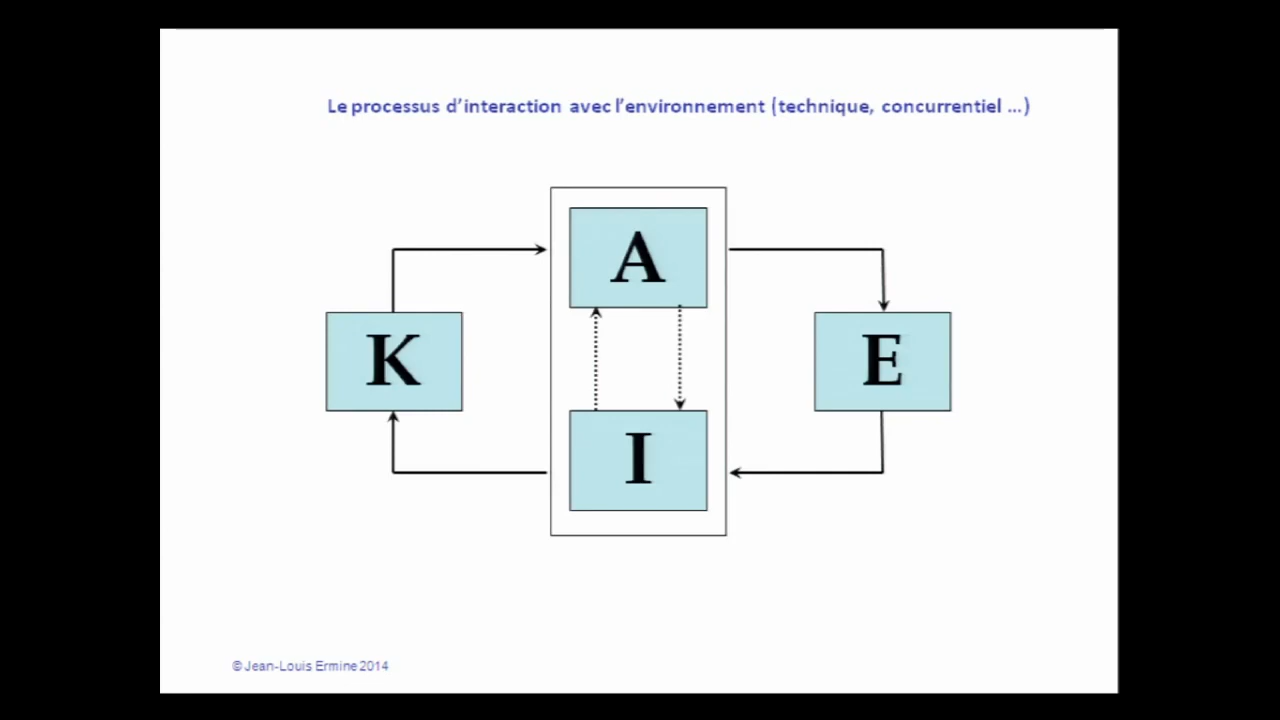 Le processus d’interaction avec l’environnement (technique, concurrentiel ...)
A
K
E
I
© Jean-Louis Ermine 2014